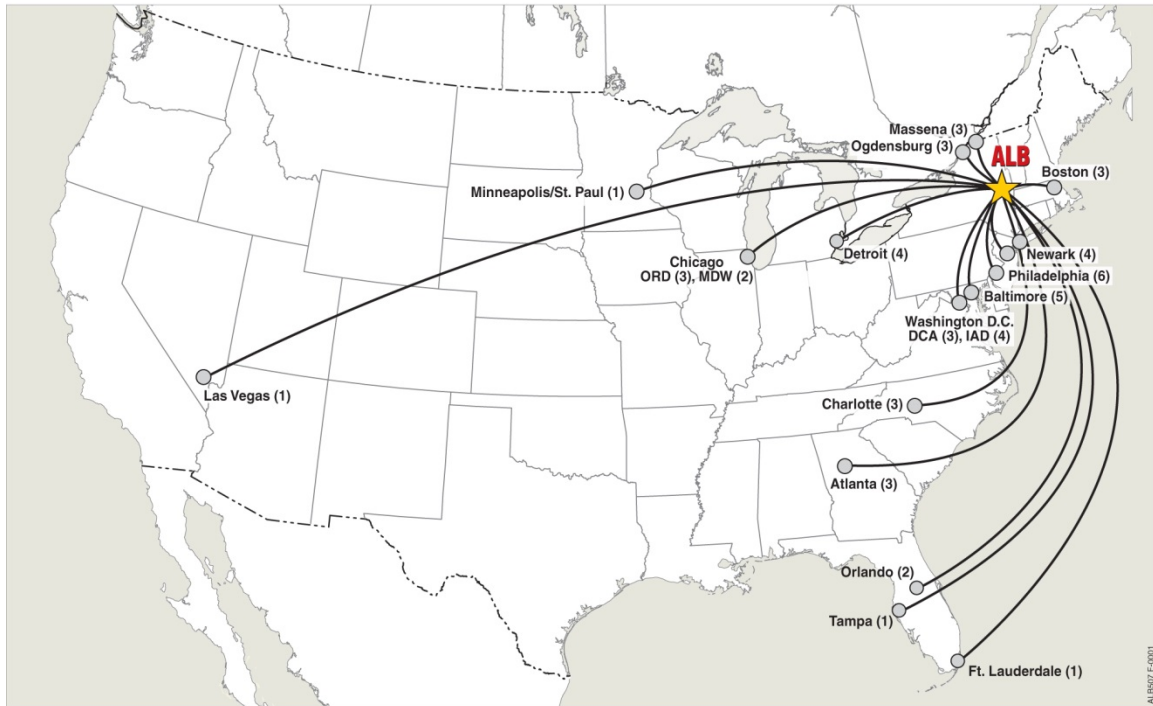 Massena (3)
Ogdensburg (3)
ALB
Boston (3)
Minneapolis/St. Paul (1)
Newark (4)
Detroit (4)
Chicago
ORD (3), MDW (2)
Philadelphia (6)
Baltimore (5)
Washington D.C.
DCA (3), IAD (4)
Las Vegas (1)
Charlotte (3)
Atlanta (3)
Orlando (2)
Tampa (1)
Ft. Lauderdale (1)
ALB507 F-0001